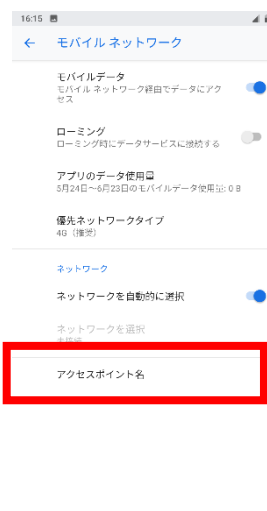 16:15
モバイル ネットワーク
モバイルデータ
モバイル ネットワーク経由でデータにアク
セス
ローミング
ローミング時にデータサービスに接続する
アプリのデータ使用量
5月24日～6月23日のモバイルデータ使用量: 0 B
優先ネットワークタイプ
4G（推奨）
ネットワーク
ネットワークを自動的に選択
ネットワークを選択
アクセスポイント名